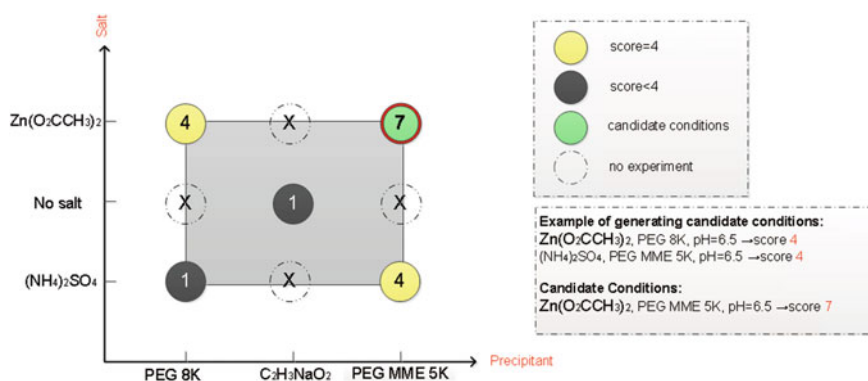 Salt
Zn(O₂CCH₃)₂
No salt
(NH₄)₂SO₄
4
X
7
X
1
X
1
X
4
PEG 8K
C₂H₃NaO₂
PEG MME 5K
Precipitant
score=4
score<4
candidate conditions
no experiment
Example of generating candidate conditions:
Zn(O₂CCH₃)₂, PEG 8K, pH=6.5 →score 4
(NH₄)₂SO₄, PEG MME 5K, pH=6.5 →score 4
Candidate Conditions:
Zn(O₂CCH₃)₂, PEG MME 5K, pH=6.5 →score 7